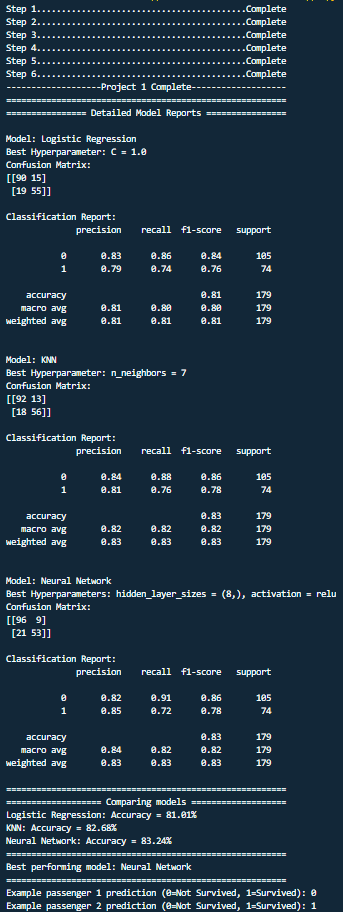 Step 1.........................................Complete
Step 2.........................................Complete
Step 3.........................................Complete
Step 4.........................................Complete
Step 5.........................................Complete
Step 6.........................................Complete
-------------------Project 1 Complete-------------------
========================================================
================ Detailed Model Reports ================
Model: Logistic Regression
Best Hyperparameter: C = 1.0
Confusion Matrix:
[[90 15]
 [19 55]]
Classification Report:
              precision    recall  f1-score   support
           0       0.83      0.86      0.84       105
           1       0.79      0.74      0.76        74
    accuracy                           0.81       179
   macro avg       0.81      0.80      0.80       179
weighted avg       0.81      0.81      0.81       179
Model: KNN
Best Hyperparameter: n_neighbors = 7
Confusion Matrix:
[[92 13]
 [18 56]]
Classification Report:
              precision    recall  f1-score   support
           0       0.84      0.88      0.86       105
           1       0.81      0.76      0.78        74
    accuracy                           0.83       179
   macro avg       0.82      0.82      0.82       179
weighted avg       0.83      0.83      0.83       179
Model: Neural Network
Best Hyperparameters: hidden_layer_sizes = (8,), activation = relu
Confusion Matrix:
[[96  9]
 [21 53]]
Classification Report:
              precision    recall  f1-score   support
           0       0.82      0.91      0.86       105
           1       0.85      0.72      0.78        74
    accuracy                           0.83       179
   macro avg       0.84      0.82      0.82       179
weighted avg       0.83      0.83      0.83       179
========================================================
=================== Comparing models ===================
Logistic Regression: Accuracy = 81.01%
KNN: Accuracy = 82.68%
Neural Network: Accuracy = 83.24%
========================================================
Best performing model: Neural Network
========================================================
Example passenger 1 prediction (0=Not Survived, 1=Survived): 0
Example passenger 2 prediction (0=Not Survived, 1=Survived): 1